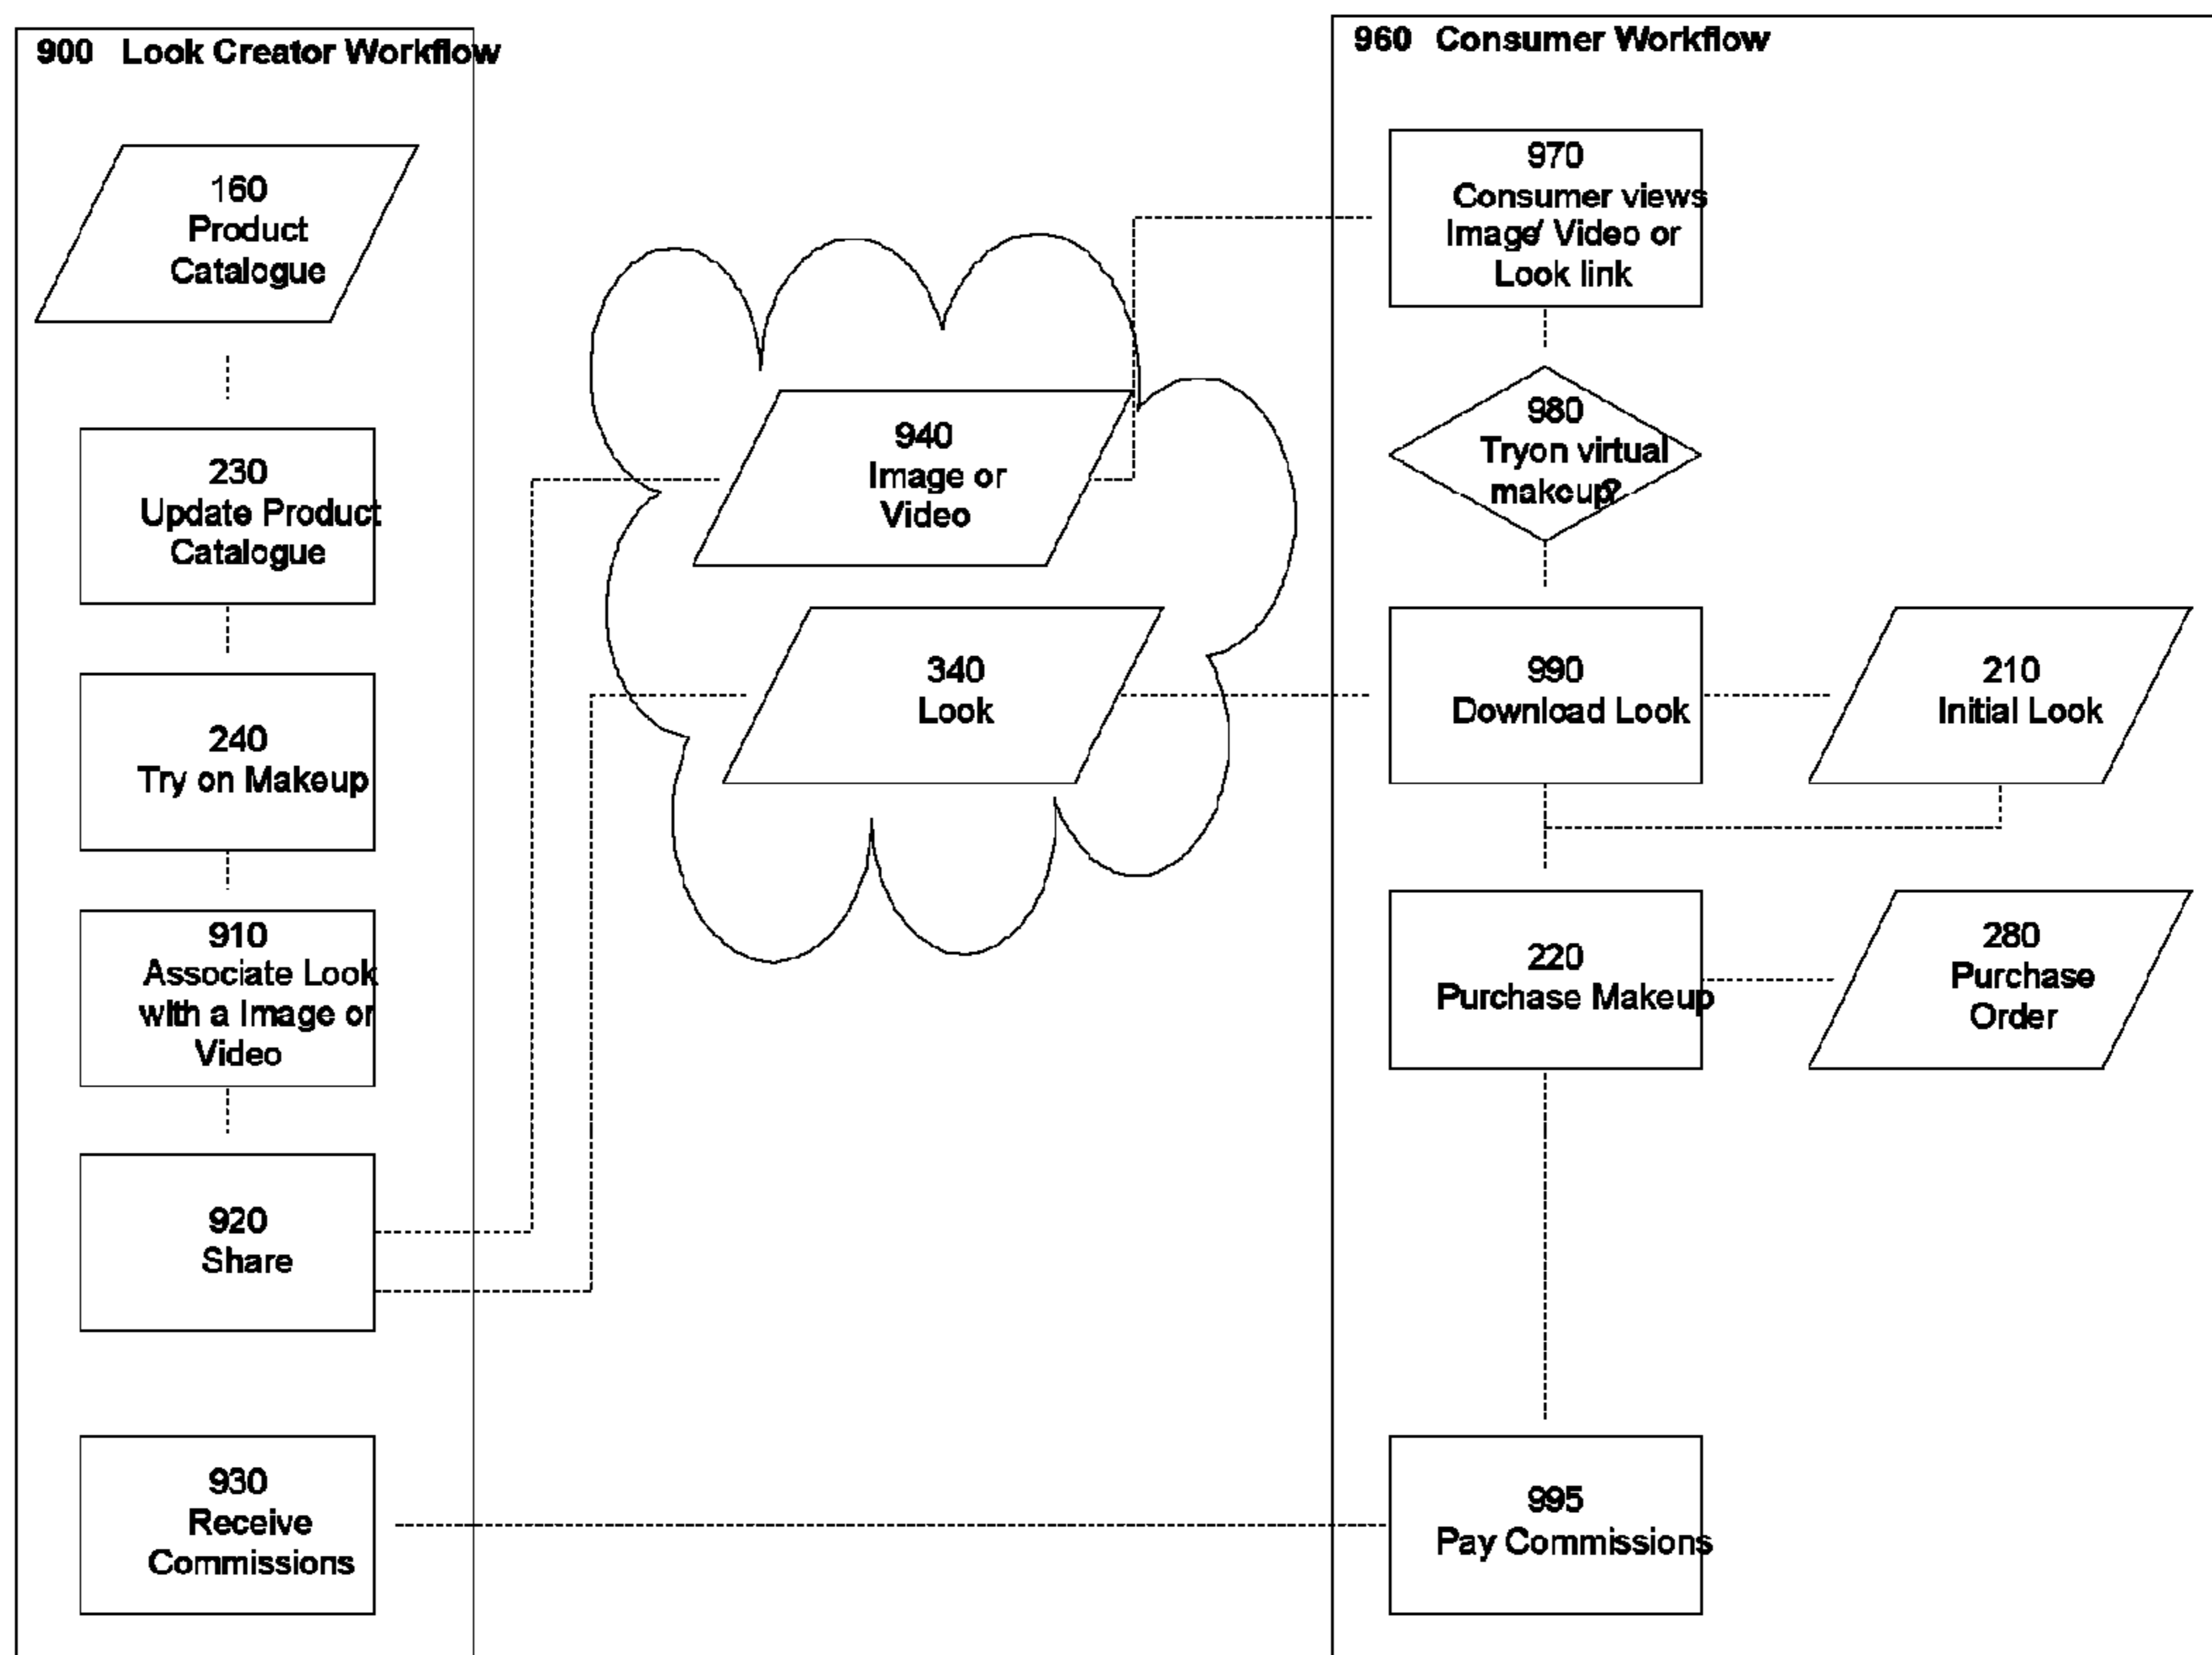 900 Look Creator Workflow
160
Product
Catalogue
230
Update Product
Catalogue
240
Try on Makeup
910
Associate Look
with a Image or
Video
920
Share
930
Receive
Commissions
940
Image or
Video
340
Look
960 Consumer Workflow
970
Consumer views
Image/ Video or
Look link
980
Tryon virtual
makeup?
990
Download Look
210
Initial Look
220
Purchase Makeup
280
Purchase
Order
995
Pay Commissions